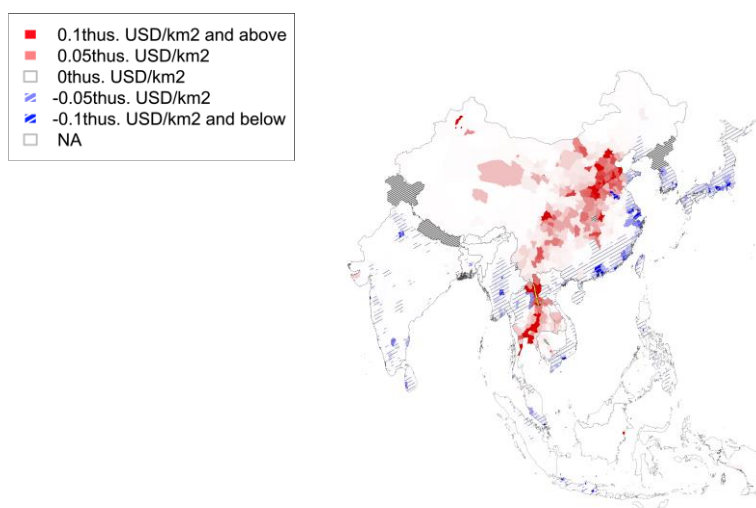 0.1thus. USD/km2 and above
0.05thus. USD/km2
0thus. USD/km2
-0.05thus. USD/km2
-0.1thus. USD/km2 and below
NA